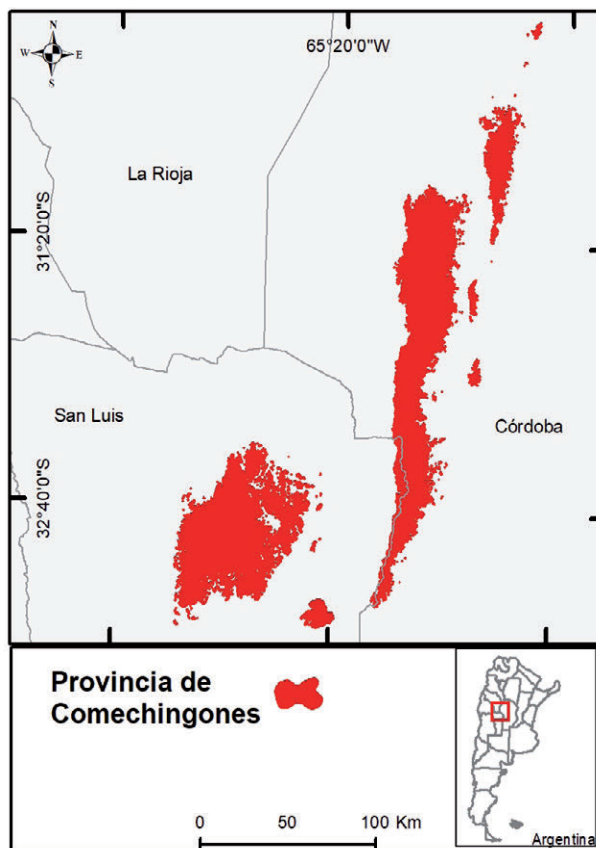 N
W E
S
65°20'0"W
La Rioja
31°20'0"S
San Luis
Córdoba
32°40'0"S
Provincia de
Comechingones
0 50 100 Km
Argentina